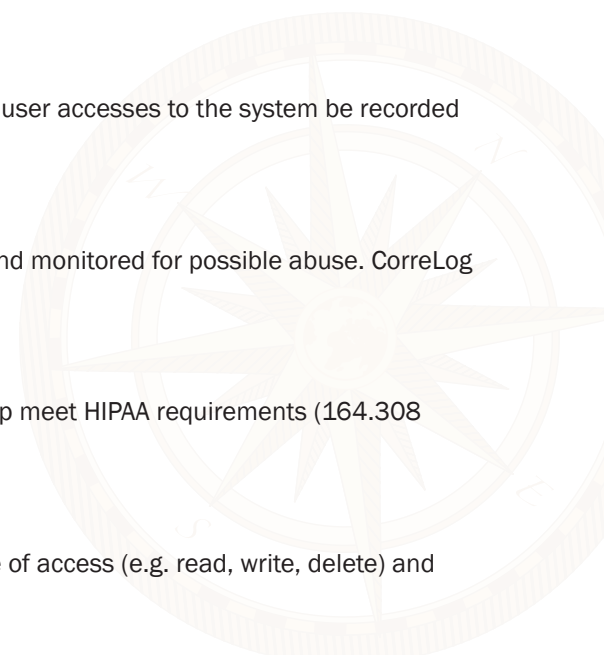 user accesses to the system be recorded
nd monitored for possible abuse. CorreLog
p meet HIPAA requirements (164.308
of access (e.g. read, write, delete) and
N
W
E
S